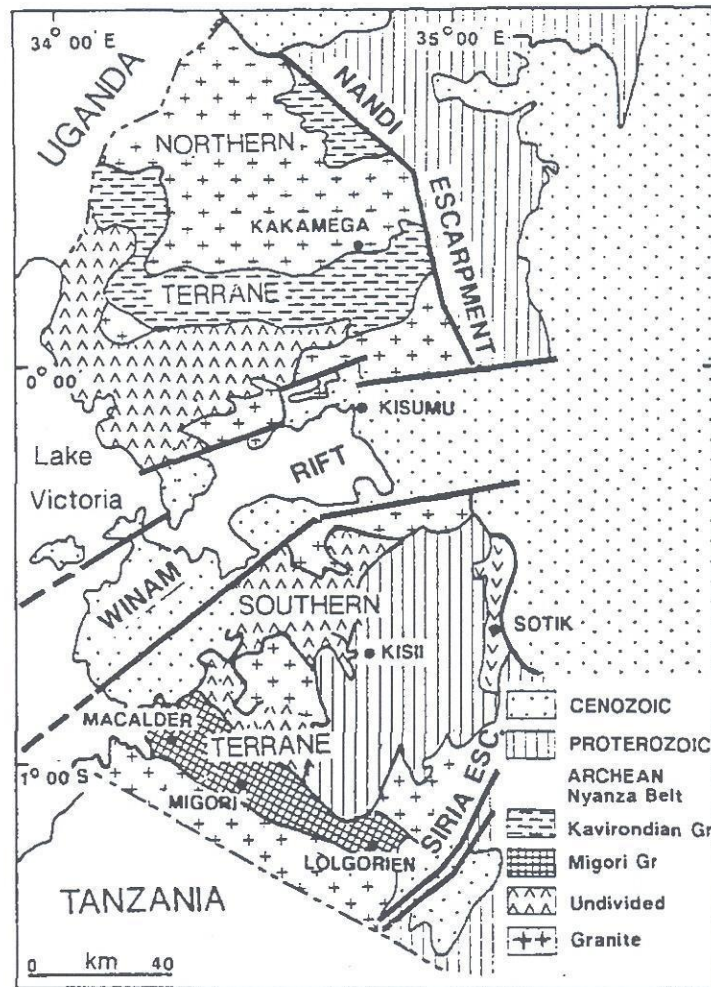 34 00' E
35 00 E
UGANDA
NORTHERN
NANDI
ESCARPMENT
KAKAMEGA
TERRANE
0° 00
KISUMU
Lake
Victoria
RIFT
WINAM
SOUTHERN
SOTIK
KISII
CENOZOIC
MACALDER
TERRANE
PROTEROZOIC
1° 00 S
ARCHEAN
Nyanza Belt
MIGORI
SIRIA ESC
Kavirondian Gr
LOLGORIEN
Migori Gr
TANZANIA
Undivided
Granite
0 km 40